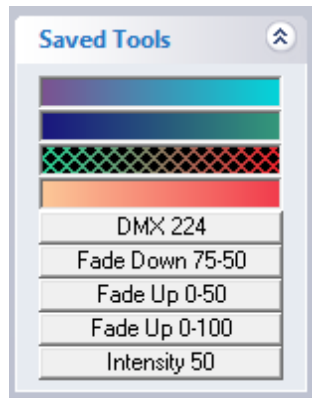 Saved Tools
DMX 224
Fade Down 75-50
Fade Up 0-50
Fade Up 0-100
Intensity 50